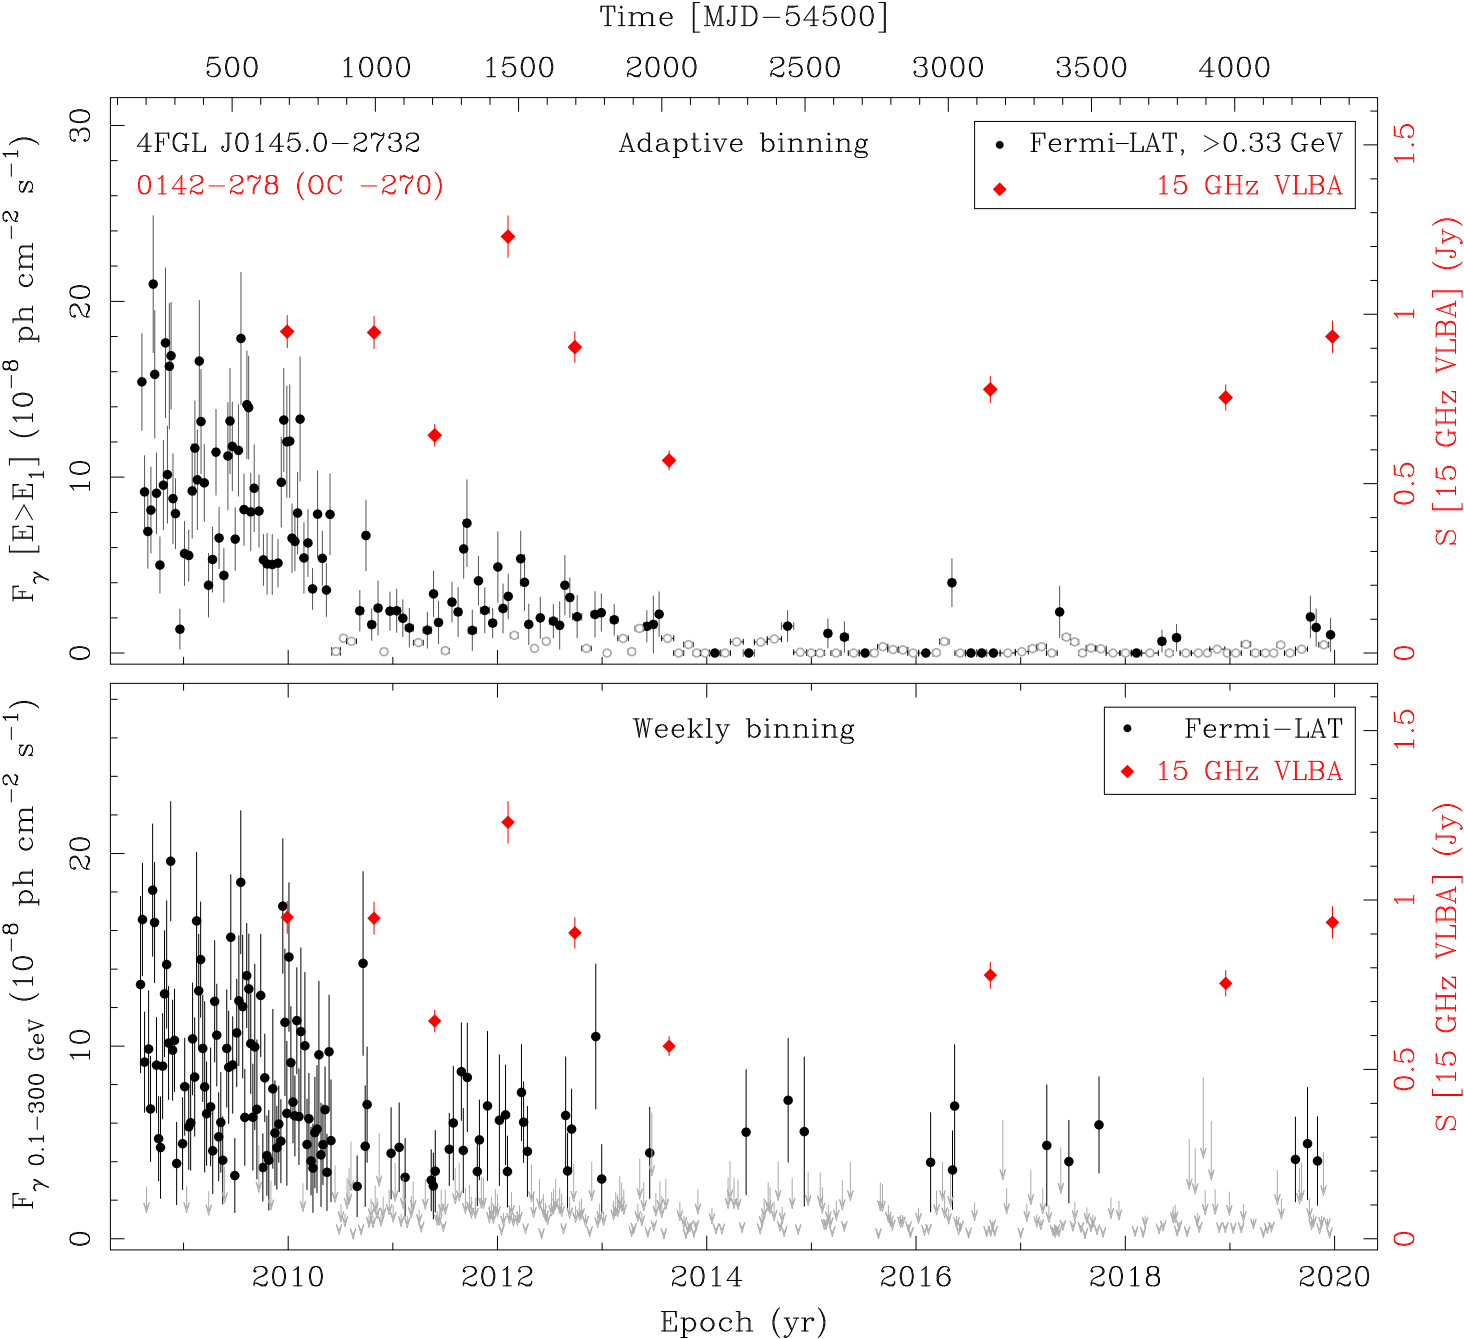 Time [MJD−54500]
500 1000 1500 2000 2500 3000 3500 4000
4FGL J0145.0−2732
0142−278 (OC −270)
Adaptive binning
Fermi−LAT, >0.33 GeV
15 GHz VLBA
F_γ [E>E_1] (10^−8 ph cm^−2 s^−1)
30
20
10
0
1.5
1
0.5
0
S [15 GHz VLBA] (Jy)
Weekly binning
Fermi−LAT
15 GHz VLBA
F_γ 0.1−300 GeV (10^−8 ph cm^−2 s^−1)
20
10
0
1.5
1
0.5
0
S [15 GHz VLBA] (Jy)
2010 2012 2014 2016 2018 2020
Epoch (yr)